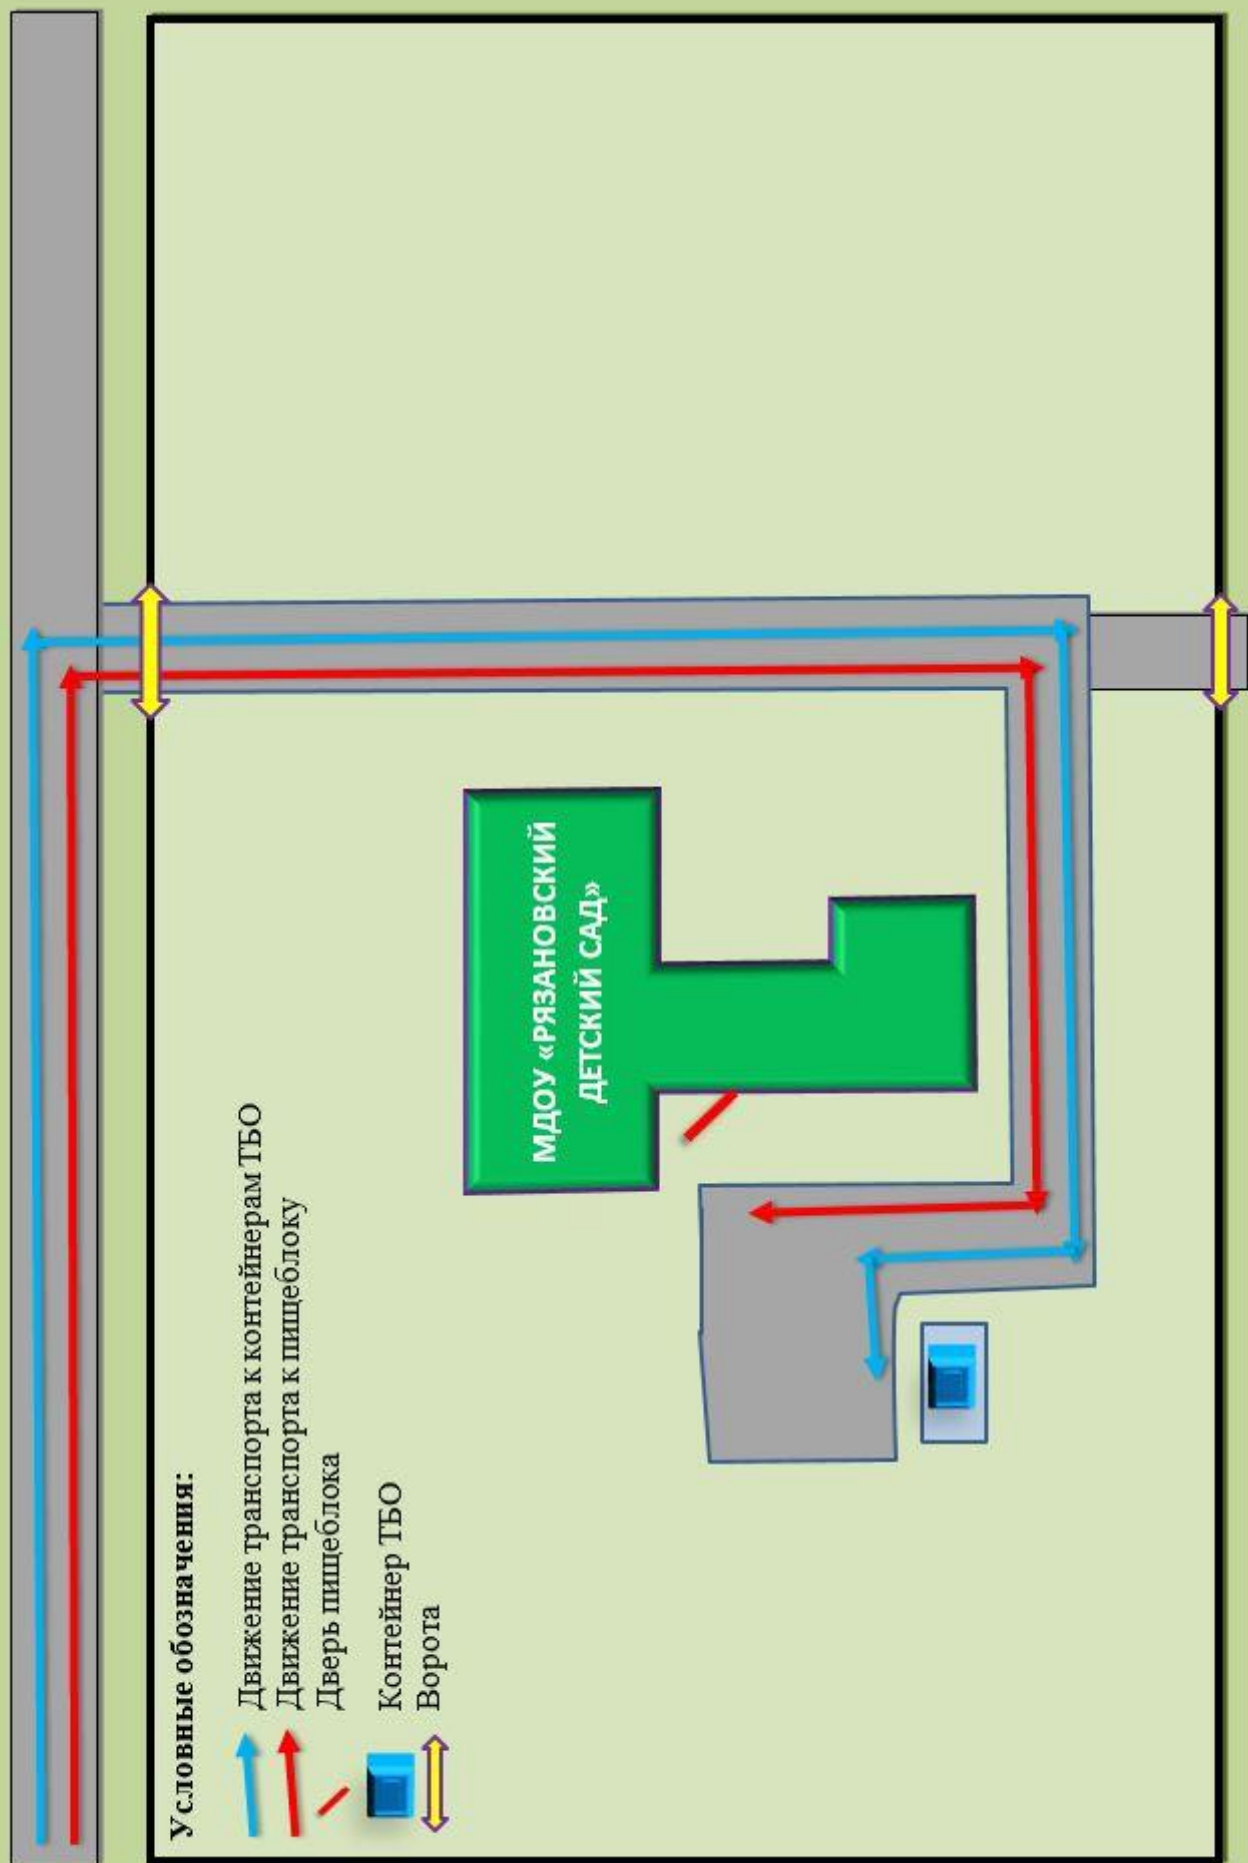 Условные обозначения:
Движение транспорта к контейнерам ТБО
Движение транспорта к пищеблоку
Дверь пищеблока
Контейнер ТБО
Ворота
МДОУ «РЯЗАНОВСКИЙ
ДЕТСКИЙ САД»